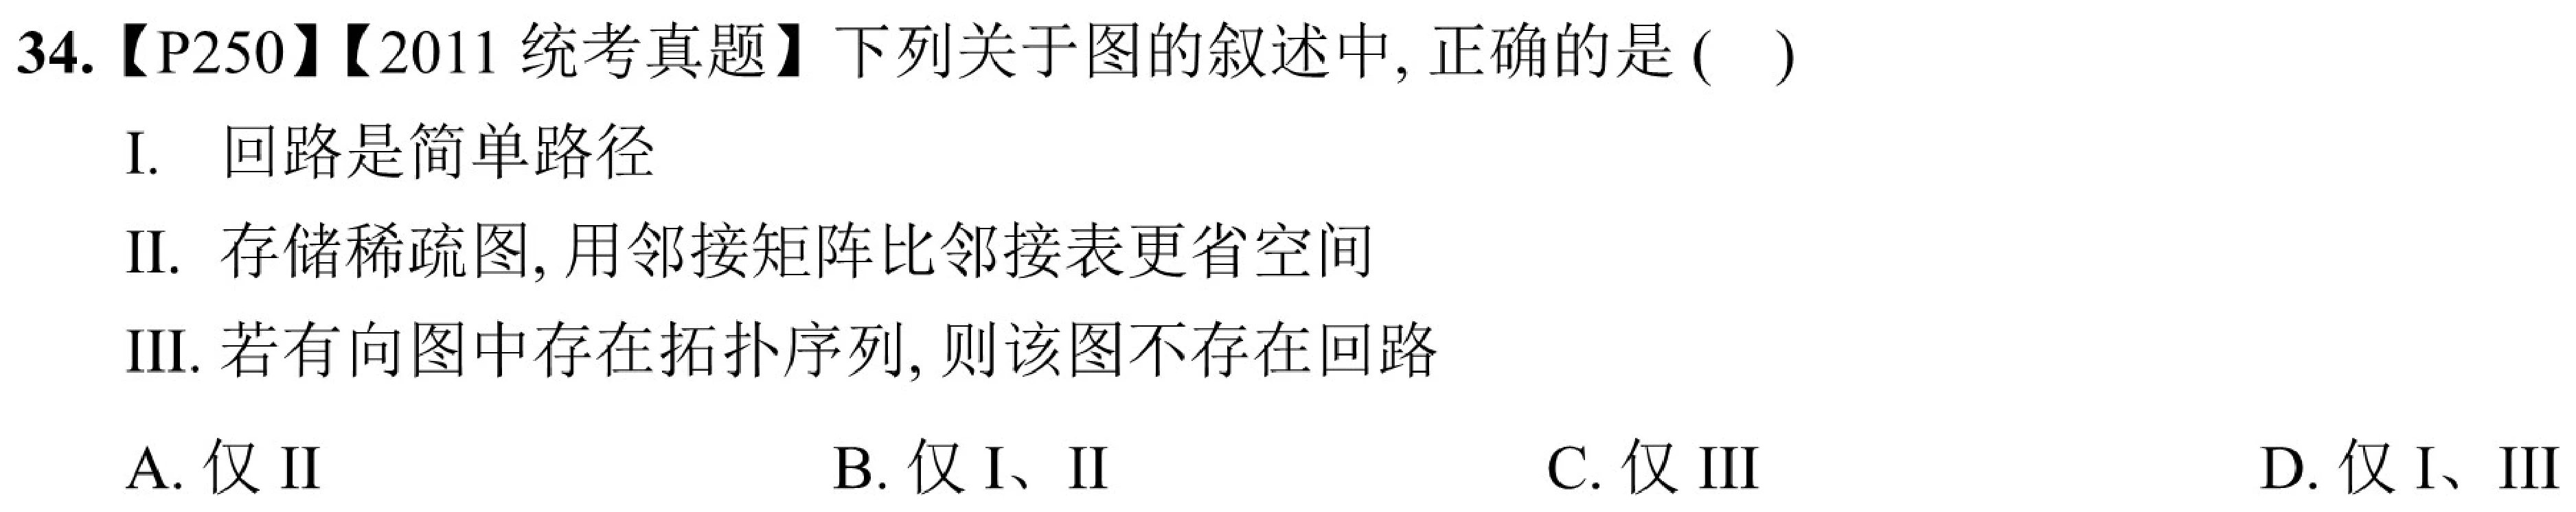 34.【P250】【2011 统考真题】下列关于图的叙述中, 正确的是 ( )
I. 回路是简单路径
II. 存储稀疏图, 用邻接矩阵比邻接表更省空间
III. 若有向图中存在拓扑序列, 则该图不存在回路
A. 仅 II B. 仅 I、II C. 仅 III D. 仅 I、III